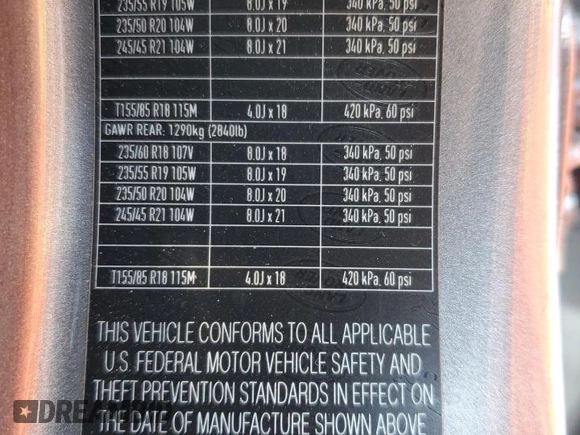 235/55 R19 105W 8.0J x 19 340 kPa, 50 psi
235/50 R20 104W 8.0J x 20 340 kPa, 50 psi
245/45 R21 104W 8.0J x 21 340 kPa, 50 psi
T155/85 R18 115M 4.0J x 18 420 kPa, 60 psi
GAWR REAR: 1290kg (2840lb)
235/60 R18 107V 8.0J x 18 340 kPa, 50 psi
235/55 R19 105W 8.0J x 19 340 kPa, 50 psi
235/50 R20 104W 8.0J x 20 340 kPa, 50 psi
245/45 R21 104W 8.0J x 21 340 kPa, 50 psi
T155/85 R18 115M 4.0J x 18 420 kPa, 60 psi
THIS VEHICLE CONFORMS TO ALL APPLICABLE
U.S. FEDERAL MOTOR VEHICLE SAFETY AND
THEFT PREVENTION STANDARDS IN EFFECT ON
THE DATE OF MANUFACTURE SHOWN ABOVE